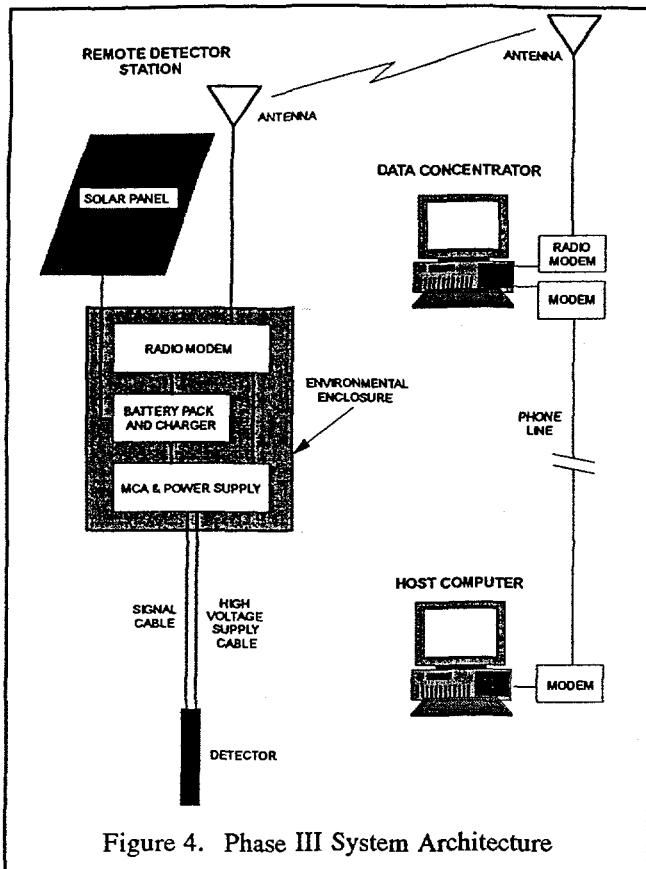 REMOTE DETECTOR
STATION
ANTENNA
SOLAR PANEL
RADIO MODEM
BATTERY PACK
AND CHARGER
MCA & POWER SUPPLY
ENVIRONMENTAL
ENCLOSURE
SIGNAL
CABLE
HIGH
VOLTAGE
SUPPLY
CABLE
DETECTOR
ANTENNA
DATA CONCENTRATOR
RADIO
MODEM
MODEM
PHONE
LINE
HOST COMPUTER
MODEM
Figure 4. Phase III System Architecture